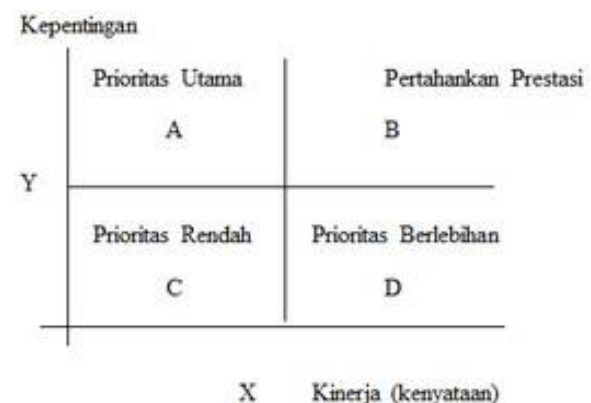 Kepentingan
Prioritas Utama
Pertahankan Prestasi
A
B
Y
Prioritas Rendah
Prioritas Berlebihan
C
D
X
Kinerja (kenyataan)